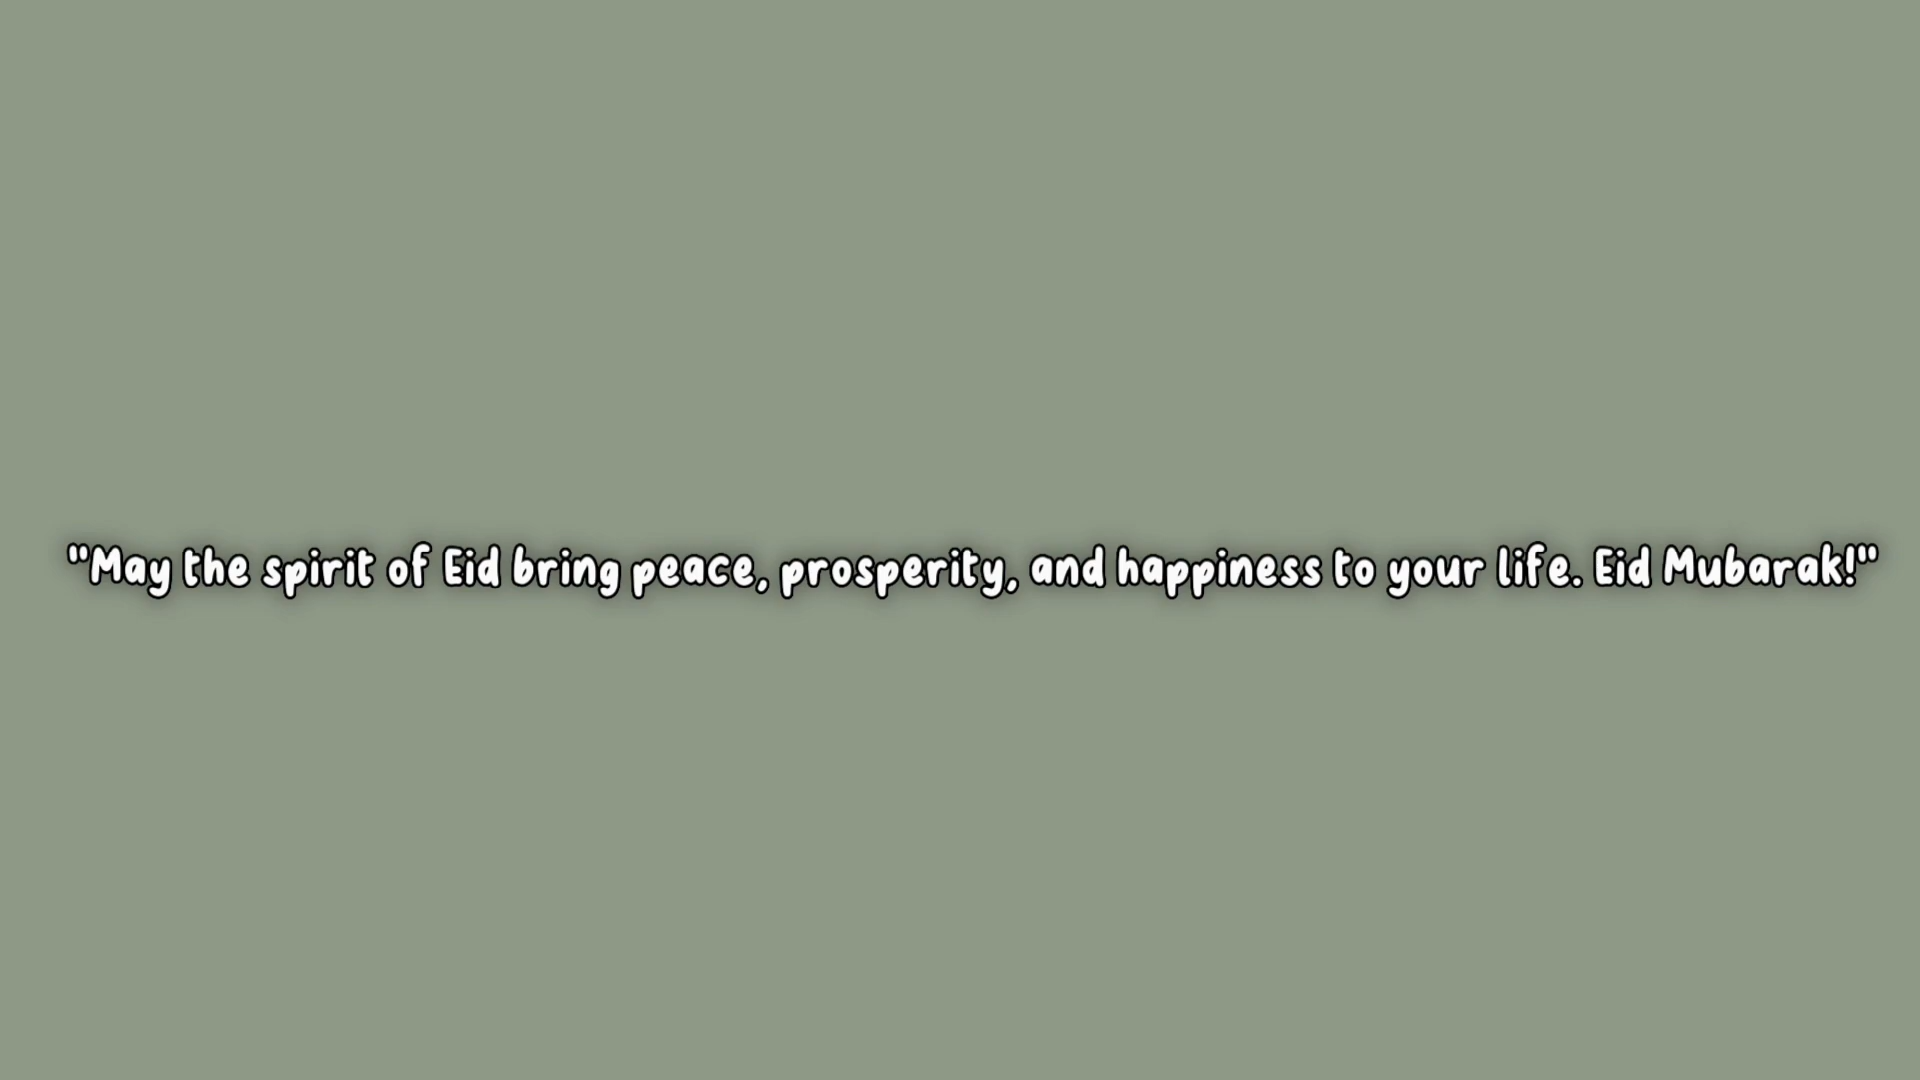 "May the spirit of Eid bring peace, prosperity, and happiness to your life. Eid Mubarak!"